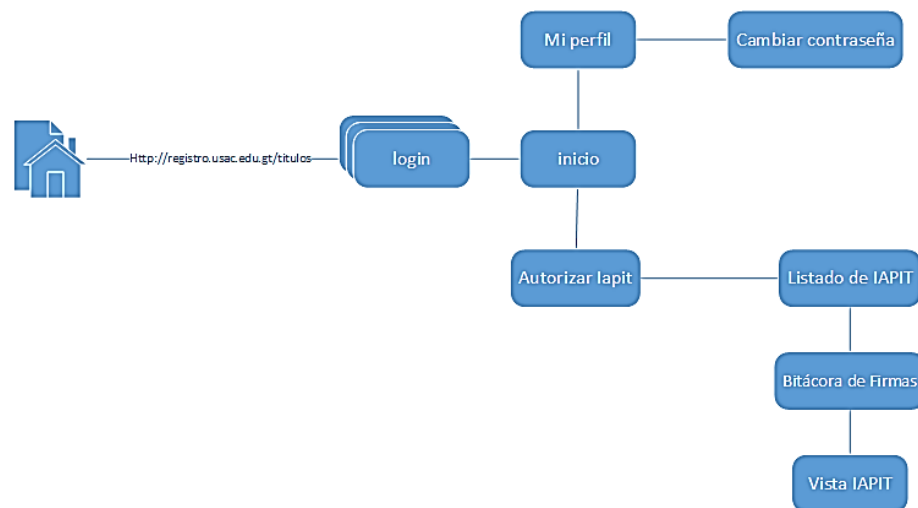 Mi perfil
Cambiar contraseña
Http://registro.usac.edu.gt/titulos
login
inicio
Autorizar Iapit
Listado de IAPIT
Bitácora de Firmas
Vista IAPIT